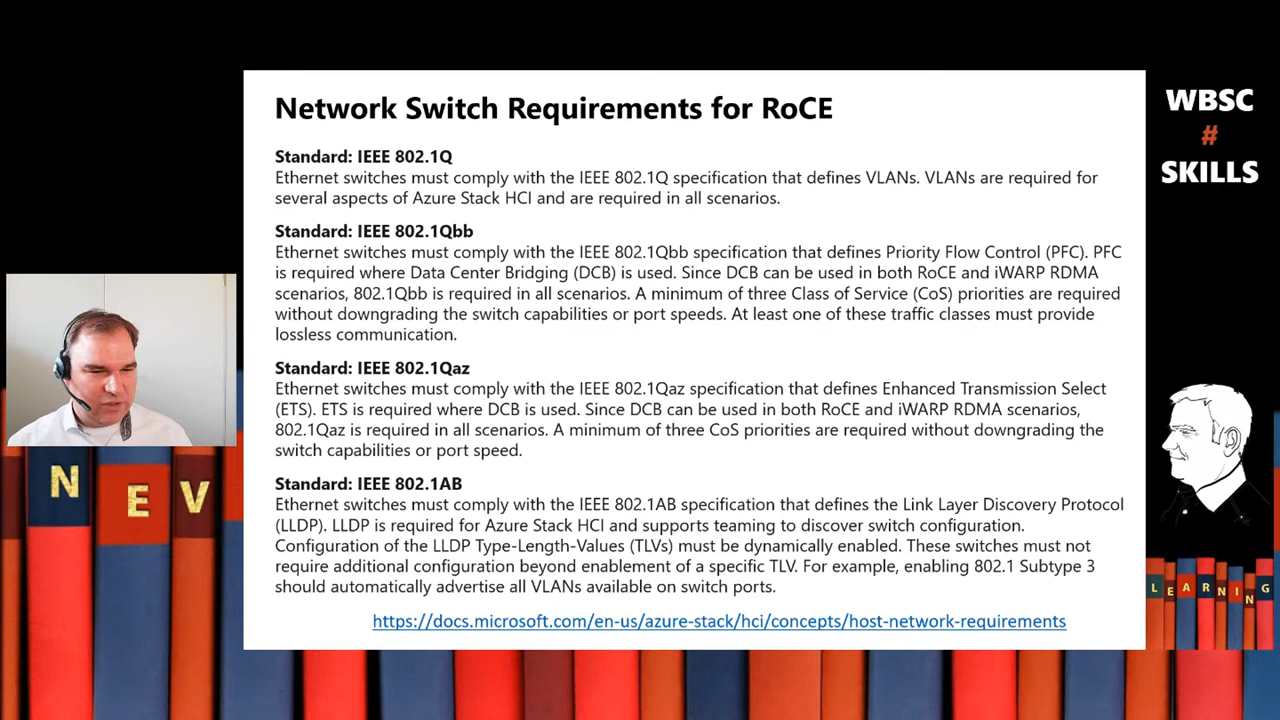 Network Switch Requirements for RoCE
Standard: IEEE 802.1Q
Ethernet switches must comply with the IEEE 802.1Q specification that defines VLANs. VLANs are required for
several aspects of Azure Stack HCI and are required in all scenarios.
Standard: IEEE 802.1Qbb
Ethernet switches must comply with the IEEE 802.1Qbb specification that defines Priority Flow Control (PFC). PFC
is required where Data Center Bridging (DCB) is used. Since DCB can be used in both RoCE and iWARP RDMA
scenarios, 802.1Qbb is required in all scenarios. A minimum of three Class of Service (CoS) priorities are required
without downgrading the switch capabilities or port speeds. At least one of these traffic classes must provide
lossless communication.
Standard: IEEE 802.1Qaz
Ethernet switches must comply with the IEEE 802.1Qaz specification that defines Enhanced Transmission Select
(ETS). ETS is required where DCB is used. Since DCB can be used in both RoCE and iWARP RDMA scenarios,
802.1Qaz is required in all scenarios. A minimum of three CoS priorities are required without downgrading the
switch capabilities or port speed.
Standard: IEEE 802.1AB
Ethernet switches must comply with the IEEE 802.1AB specification that defines the Link Layer Discovery Protocol
(LLDP). LLDP is required for Azure Stack HCI and supports teaming to discover switch configuration.
Configuration of the LLDP Type-Length-Values (TLVs) must be dynamically enabled. These switches must not
require additional configuration beyond enablement of a specific TLV. For example, enabling 802.1 Subtype 3
should automatically advertise all VLANs available on switch ports.
https://docs.microsoft.com/en-us/azure-stack/hci/concepts/host-network-requirements
WBSC
#
SKILLS
NEV
LEARNING